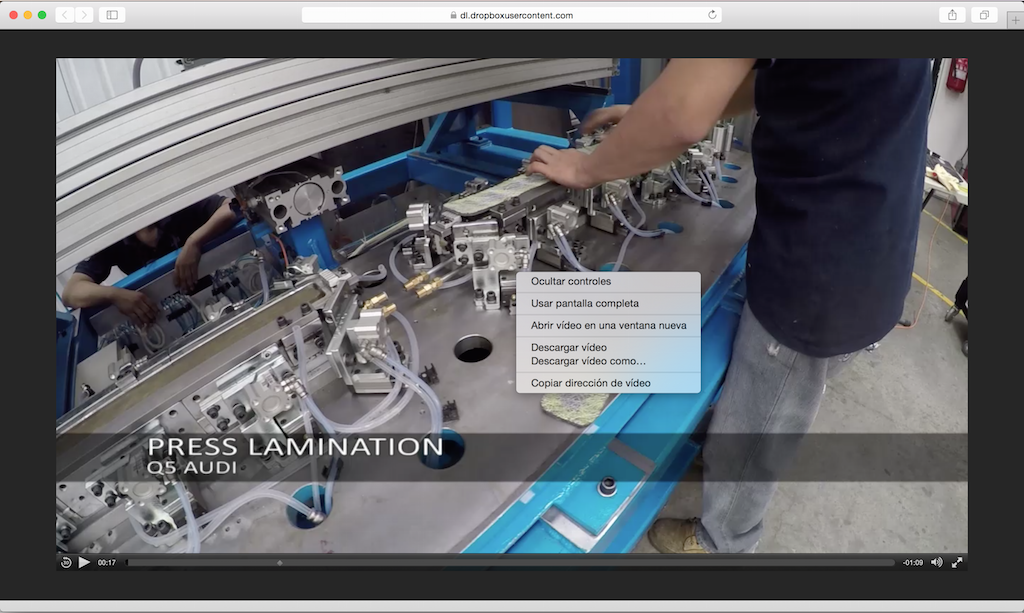 dl.dropboxusercontent.com
Ocultar controles
Usar pantalla completa
Abrir vídeo en una ventana nueva
Descargar vídeo
Descargar vídeo como...
Copiar dirección de vídeo
PRESS LAMINATION
Q5 AUDI
00:17
-01:09